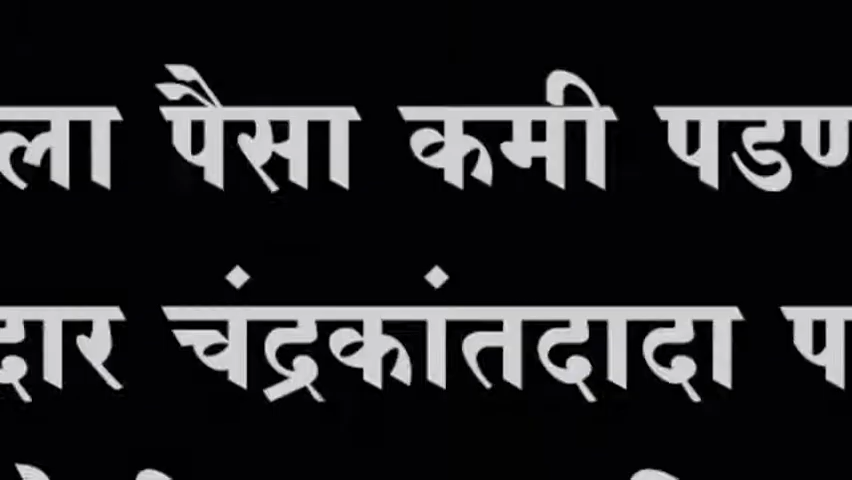 ला पैसा कमी पडण
दार चंद्रकांतदादा प